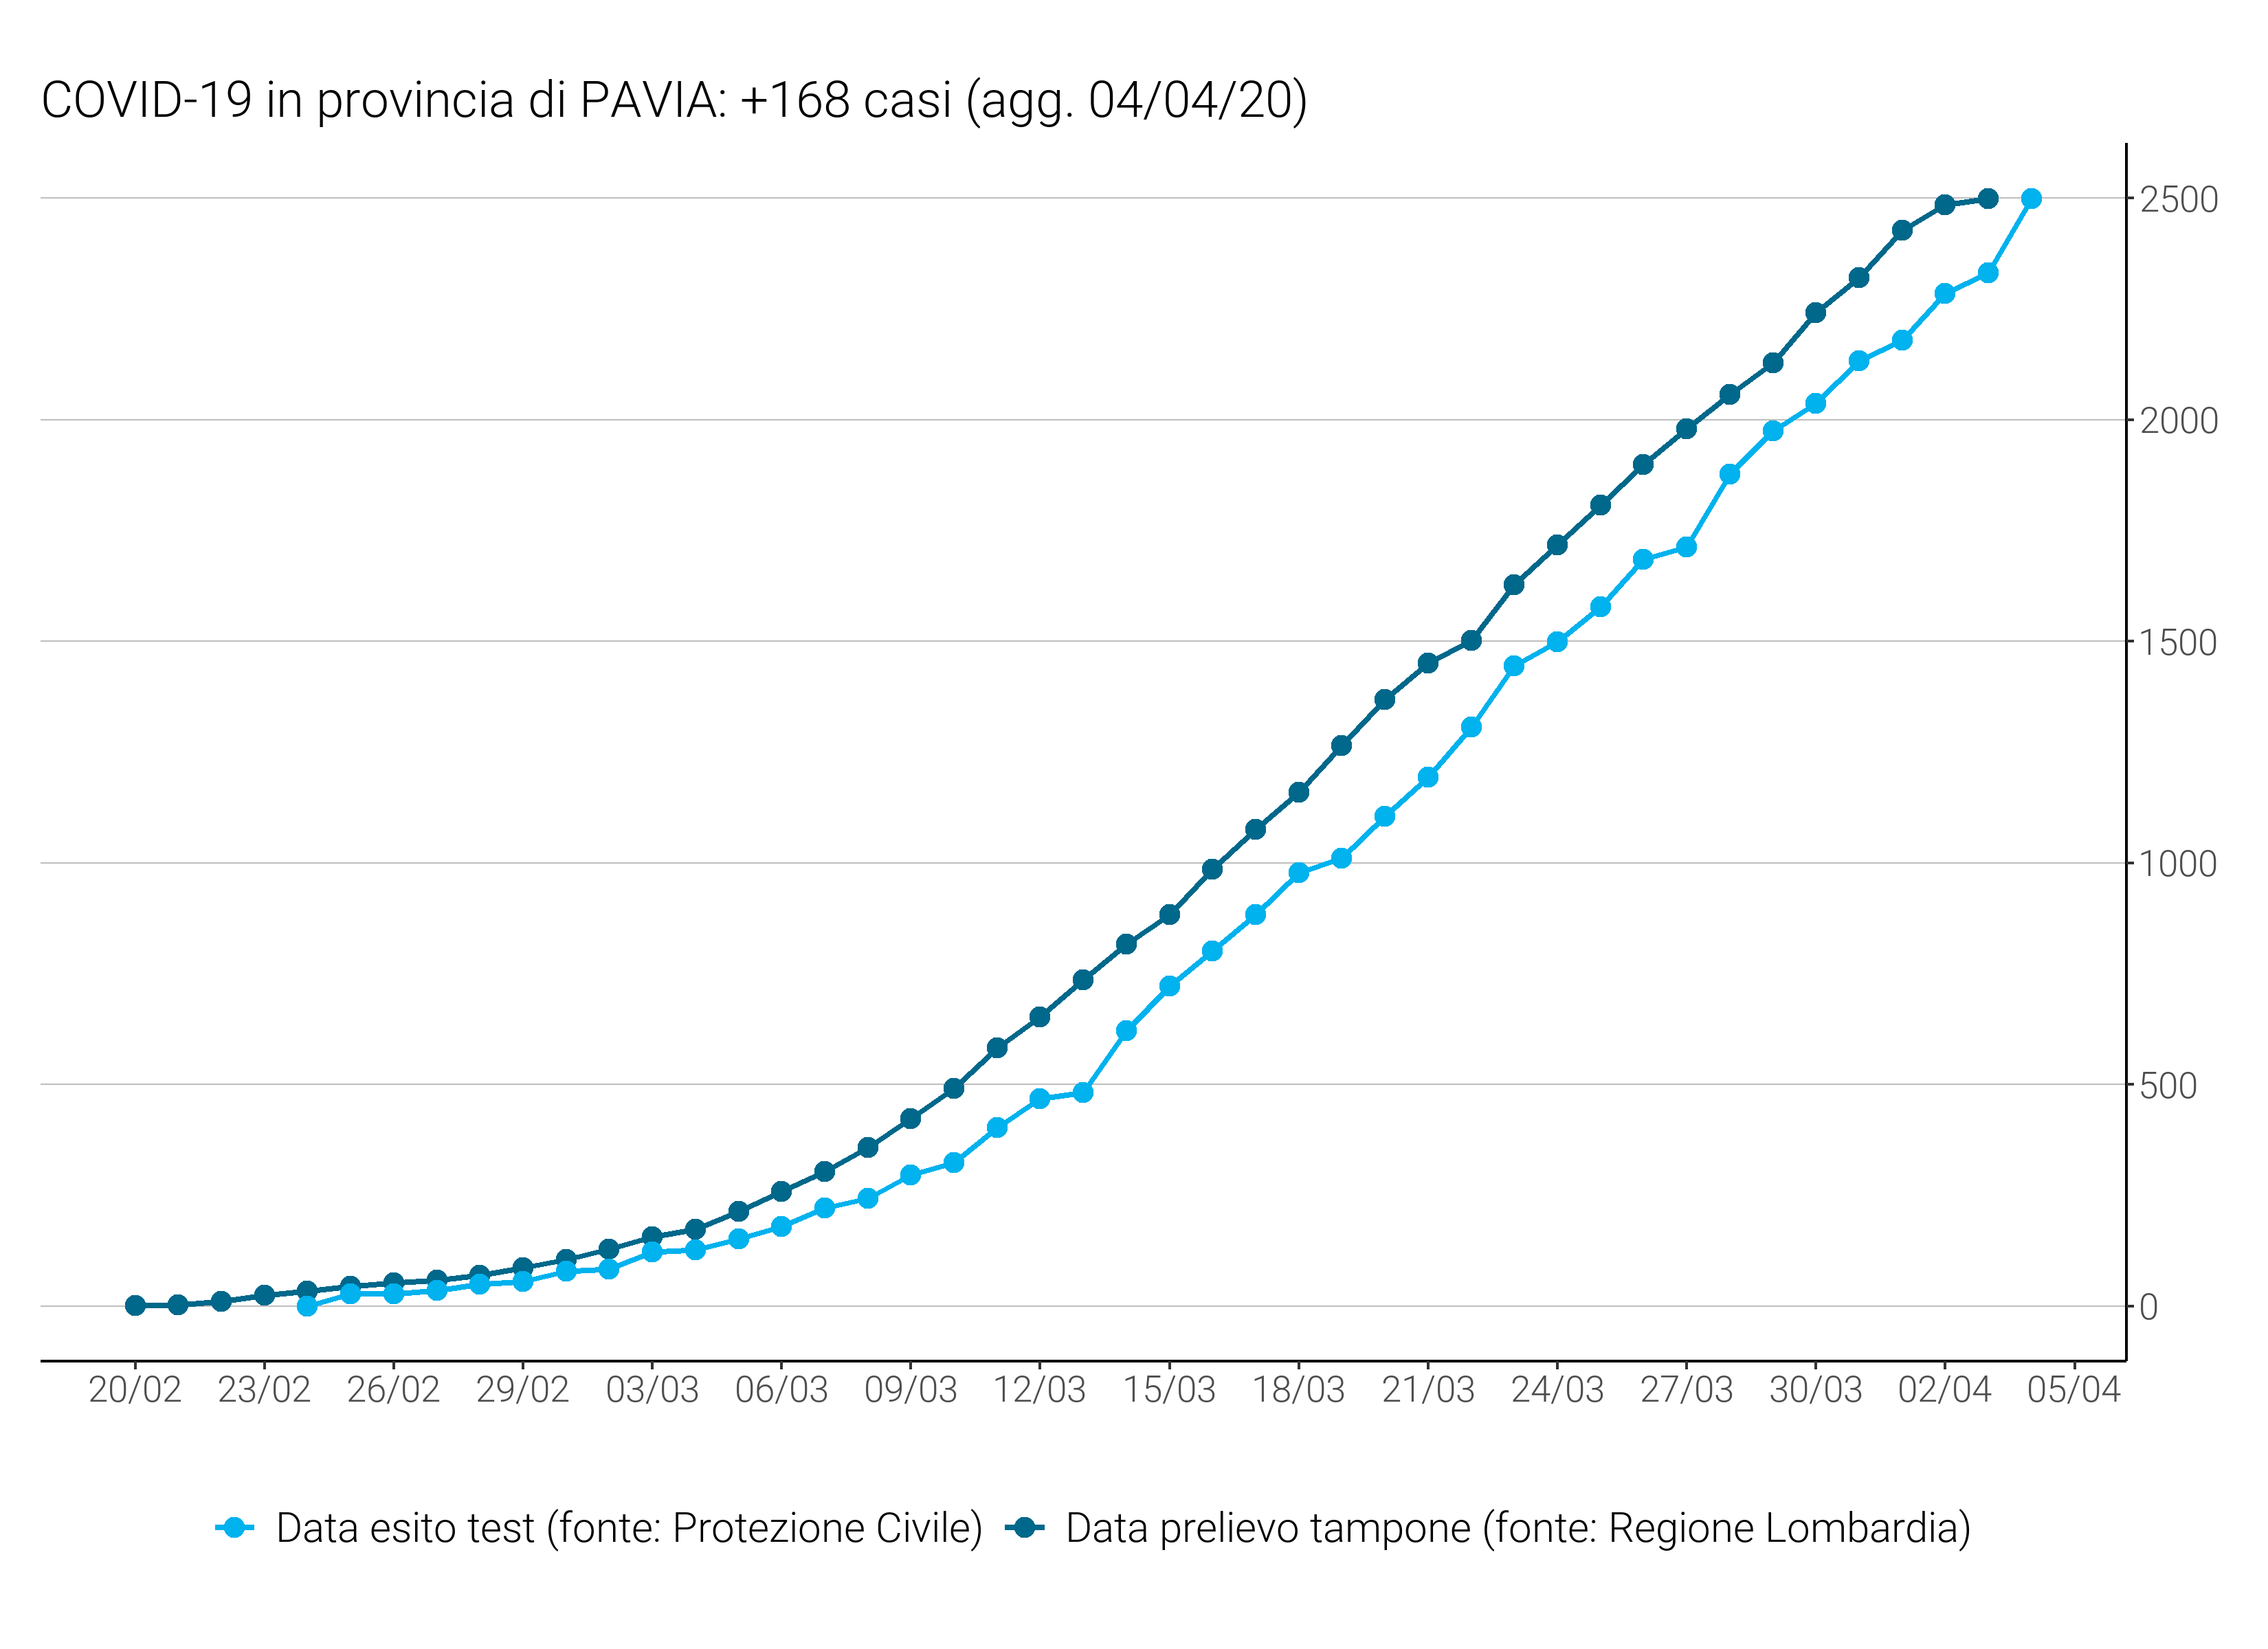 COVID-19 in provincia di PAVIA: +168 casi (agg. 04/04/20)
2500
2000
1500
1000
500
0
20/02 23/02 26/02 29/02 03/03 06/03 09/03 12/03 15/03 18/03 21/03 24/03 27/03 30/03 02/04 05/04
Data esito test (fonte: Protezione Civile) Data prelievo tampone (fonte: Regione Lombardia)